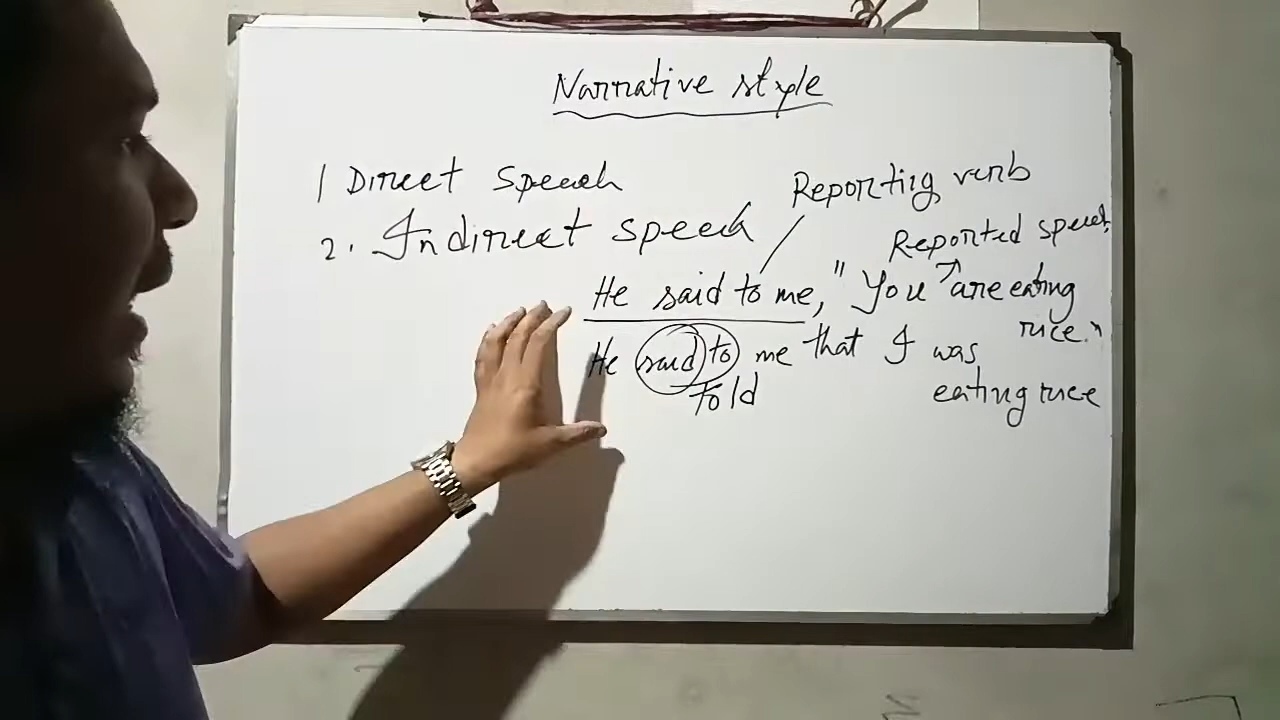 Narrative style
1 Direct Speech
2. Indirect speech
Reporting verb
Reported speech
He said to me, "You are eating
rice."
He said to me that I was
told
eating rice